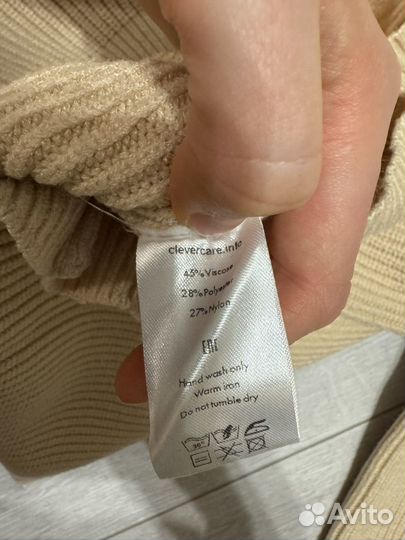 clevercare.info
45% Viscose
28% Polyester
27% Nylon
EAC
Hand wash only
Warm iron
Do not tumble dry
30°
Avito